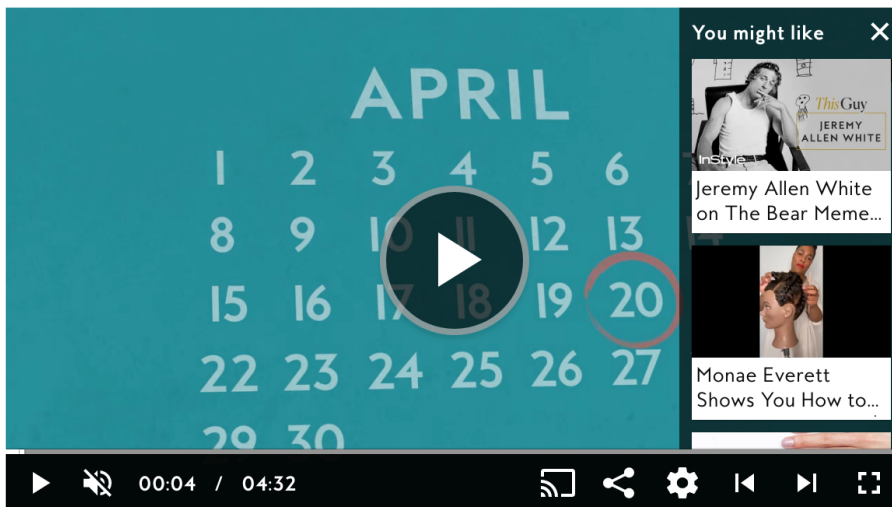 APRIL
1 2 3 4 5 6
8 9 10 11 12 13 14
15 16 17 18 19 20
22 23 24 25 26 27
29 30
00:04 / 04:32
You might like
This Guy
JEREMY
ALLEN WHITE
InStyle
Jeremy Allen White
on The Bear Meme...
Monae Everett
Shows You How to...